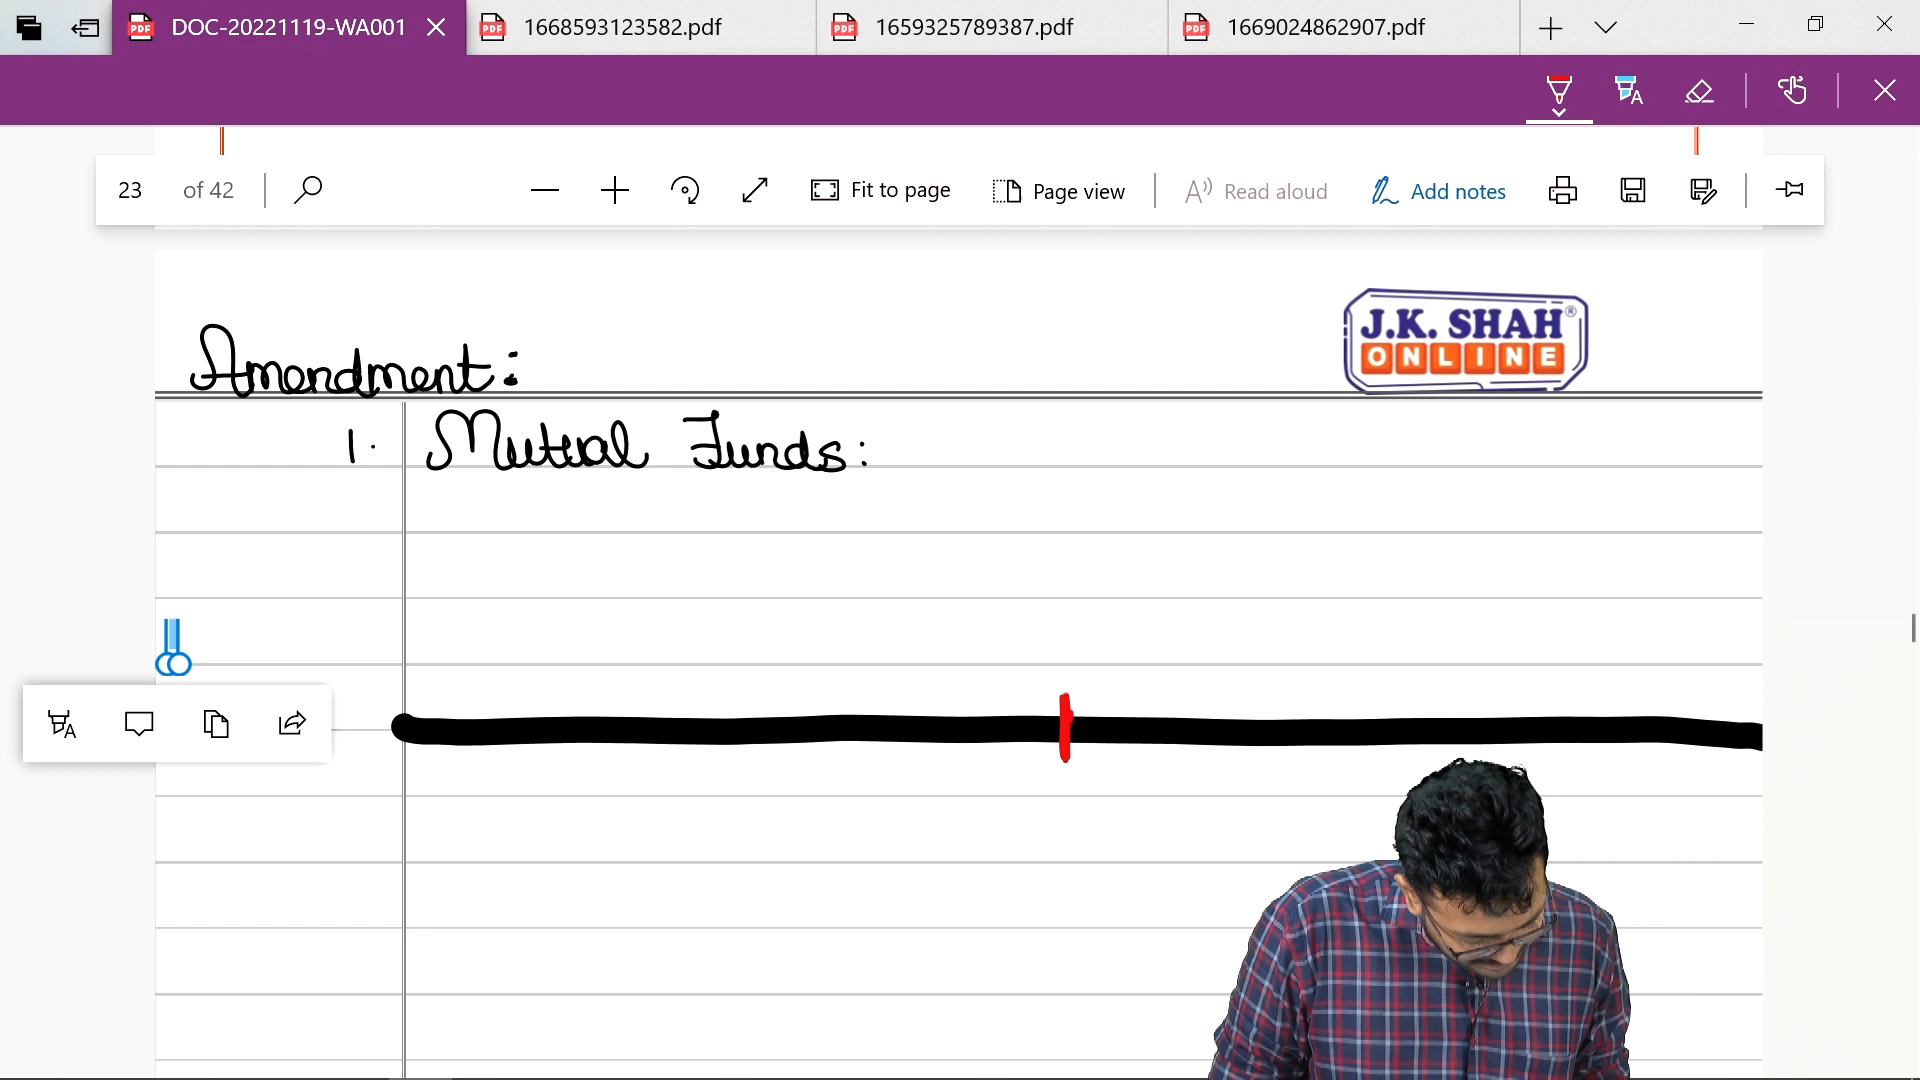 DOC-20221119-WA001
1668593123582.pdf
1659325789387.pdf
1669024862907.pdf
23 of 42
Fit to page
Page view
Read aloud
Add notes
Amendment:
J.K. SHAH®
ONLINE
1. Mutual Funds: